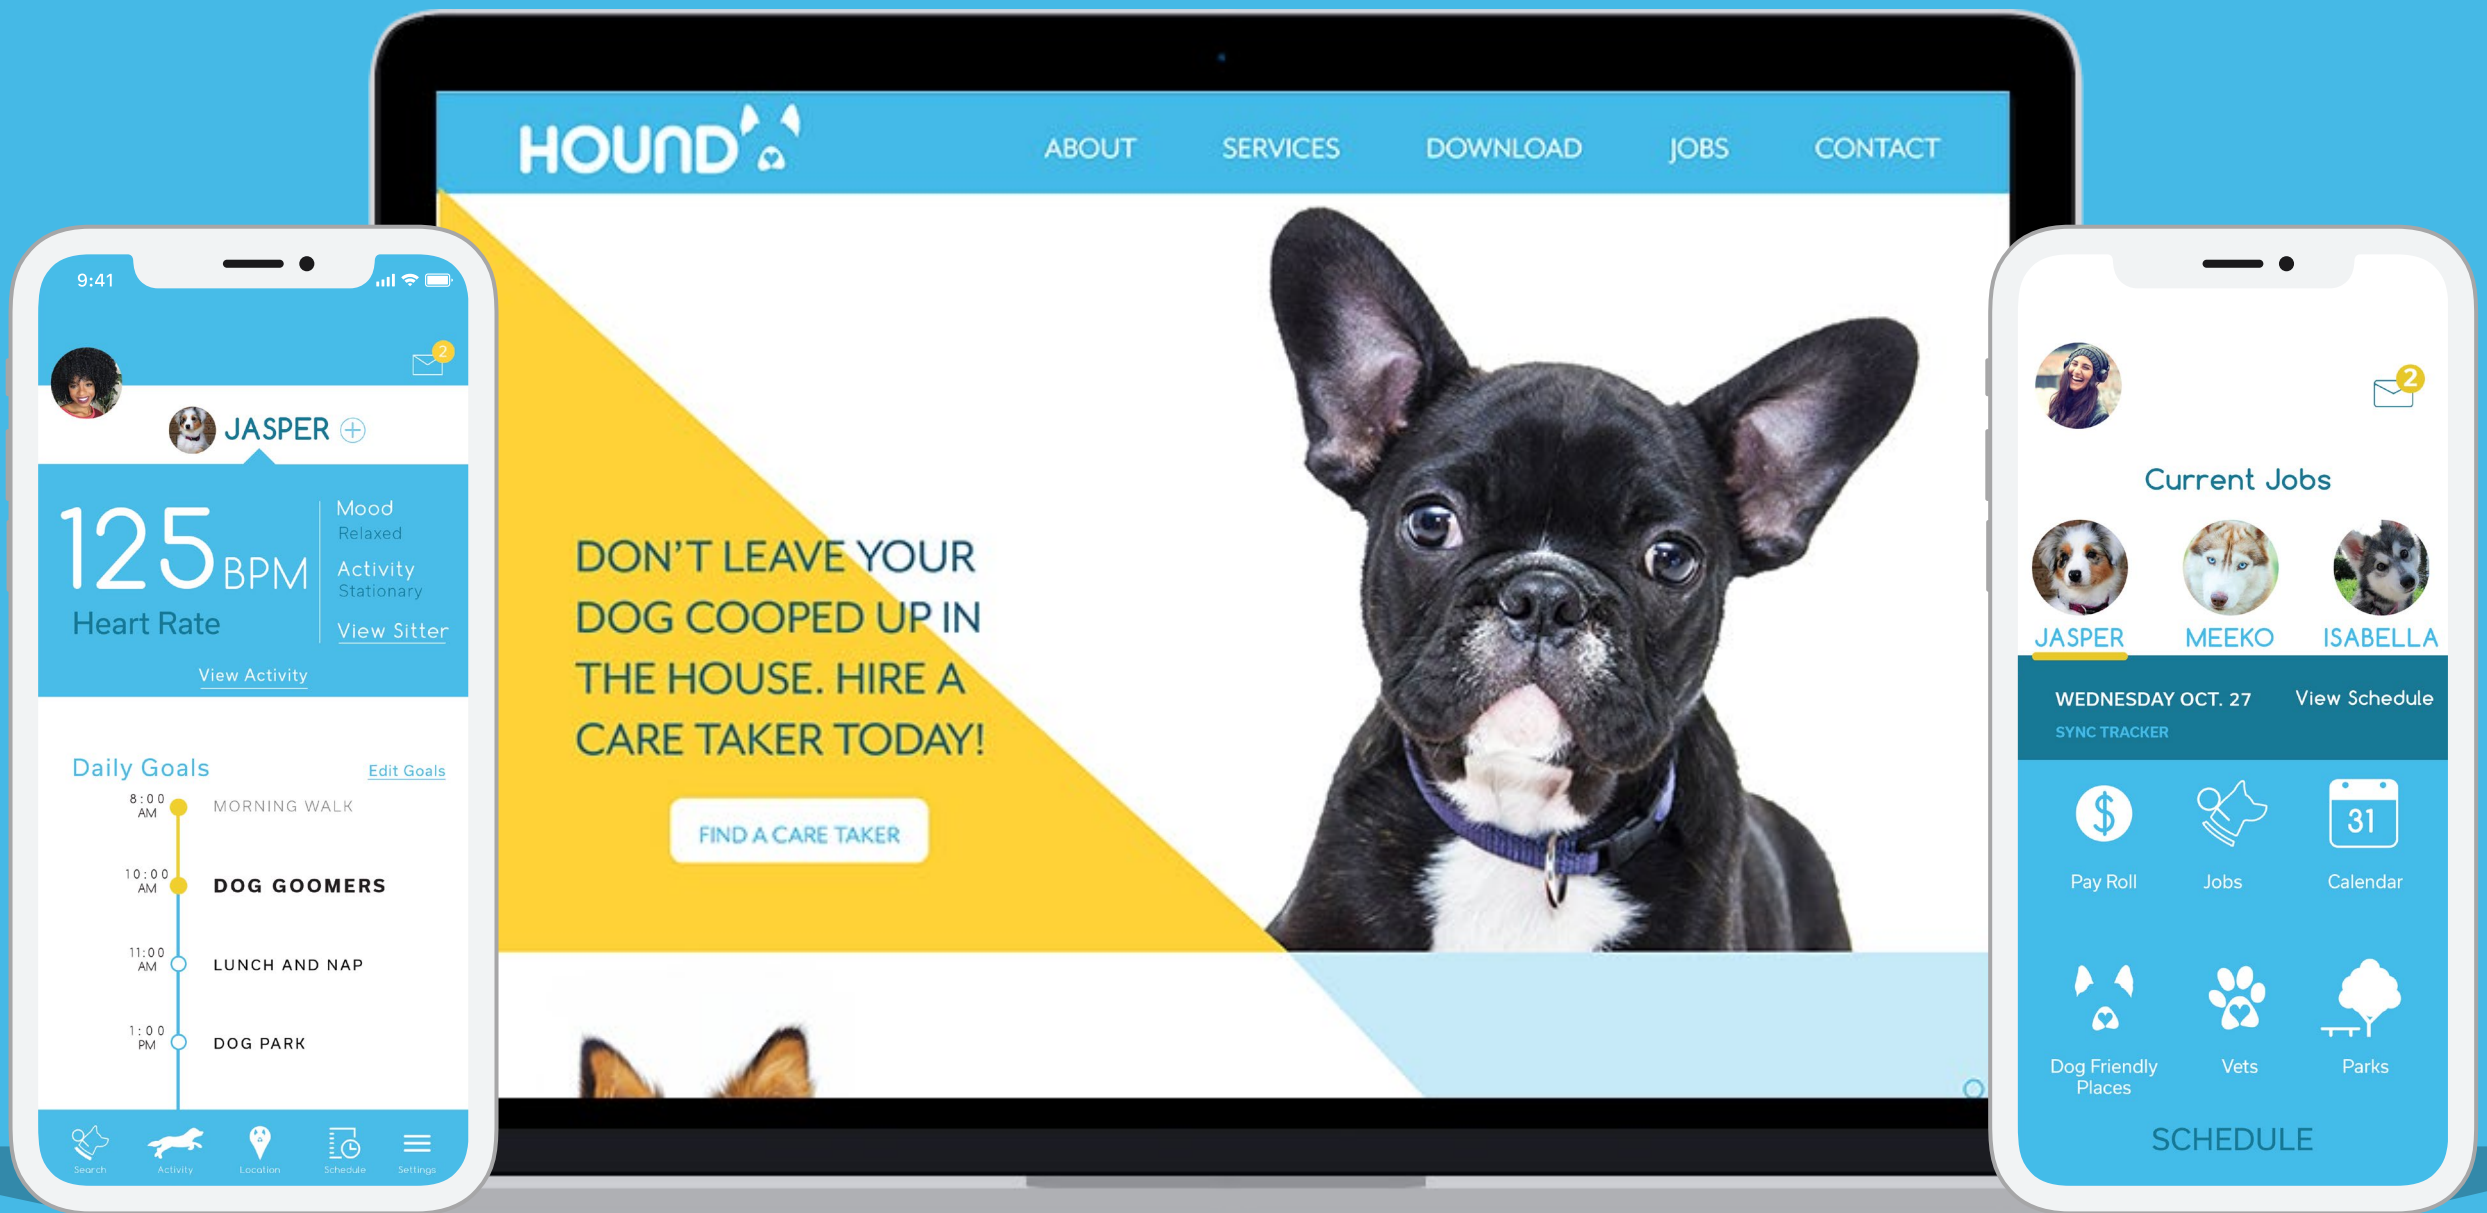 HOUND
ABOUT
SERVICES
DOWNLOAD
JOBS
CONTACT
DON'T LEAVE YOUR
DOG COOPED UP IN
THE HOUSE. HIRE A
CARE TAKER TODAY!
FIND A CARE TAKER
9:41
2
JASPER
125 BPM
Heart Rate
Mood
Relaxed
Activity
Stationary
View Sitter
View Activity
Daily Goals
Edit Goals
8:00
AM
MORNING WALK
10:00
AM
DOG GOOMERS
11:00
AM
LUNCH AND NAP
1:00
PM
DOG PARK
Search
Activity
Location
Schedule
Settings
2
Current Jobs
JASPER
MEEKO
ISABELLA
WEDNESDAY OCT. 27
View Schedule
SYNC TRACKER
$
31
Pay Roll
Jobs
Calendar
Dog Friendly
Places
Vets
Parks
SCHEDULE